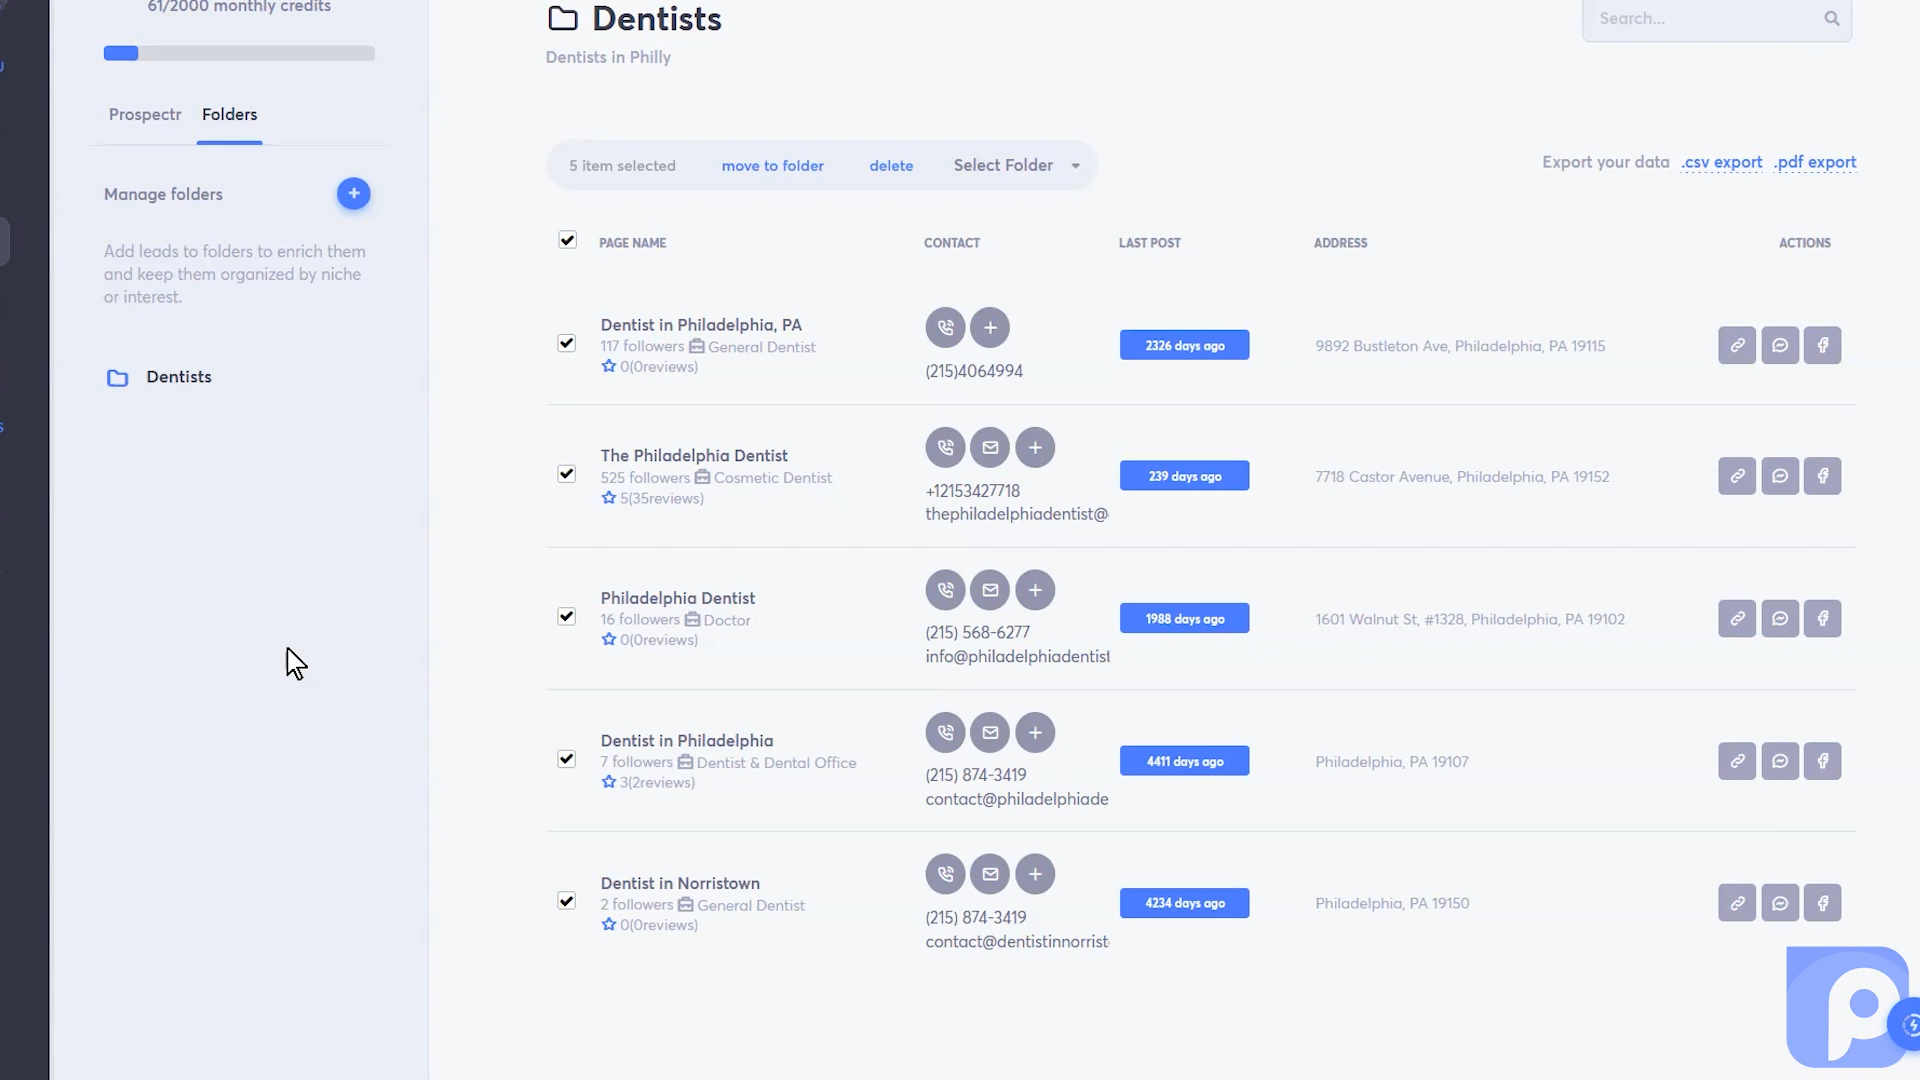 61/2000 monthly credits
Prospectr Folders
Manage folders
+
Add leads to folders to enrich them
and keep them organized by niche
or interest.
Dentists
Dentists
Dentists in Philly
Search...
5 item selected move to folder delete Select Folder
Export your data .csv export .pdf export
PAGE NAME CONTACT LAST POST ADDRESS ACTIONS
Dentist in Philadelphia, PA
117 followers General Dentist
0(0reviews)
(215)4064994
2326 days ago
9892 Bustleton Ave, Philadelphia, PA 19115
The Philadelphia Dentist
525 followers Cosmetic Dentist
5(35reviews)
+12153427718
thephiladelphiadentist@
239 days ago
7718 Castor Avenue, Philadelphia, PA 19152
Philadelphia Dentist
16 followers Doctor
0(0reviews)
(215) 568-6277
info@philadelphiadentist
1988 days ago
1601 Walnut St, #1328, Philadelphia, PA 19102
Dentist in Philadelphia
7 followers Dentist & Dental Office
3(2reviews)
(215) 874-3419
contact@philadelphiade
4411 days ago
Philadelphia, PA 19107
Dentist in Norristown
2 followers General Dentist
0(0reviews)
(215) 874-3419
contact@dentistinnorrist
4234 days ago
Philadelphia, PA 19150